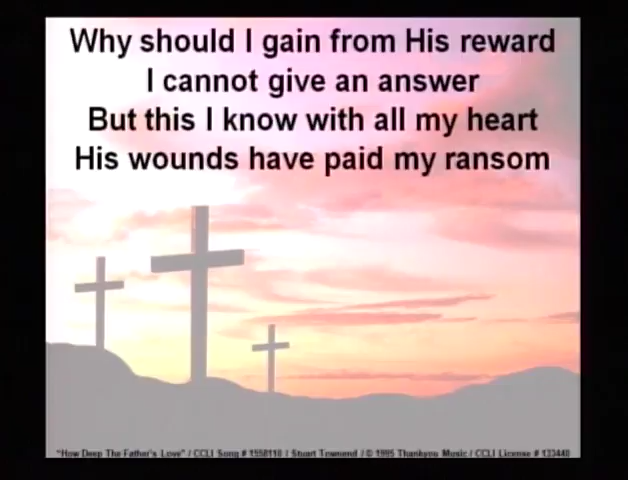 Why should I gain from His reward
I cannot give an answer
But this I know with all my heart
His wounds have paid my ransom
"How Deep The Father's Love" / CCLI Song # 1558110 / Stuart Townend / © 1995 Thankyou Music / CCLI License # 133440